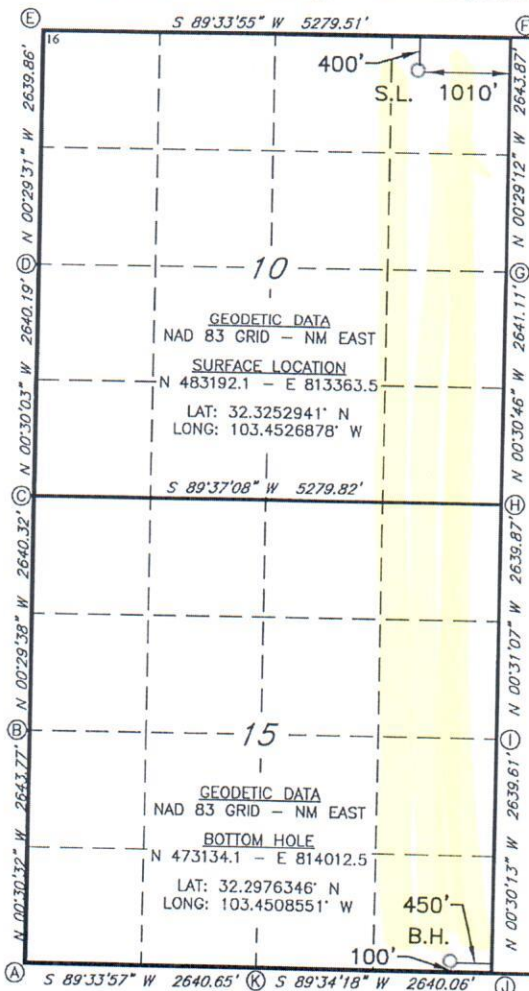 E
S 89°33'55" W 5279.51'
F
16
400'
S.L. 1010'
N 00°29'31" W 2639.86'
N 00°29'12" W 2643.87'
D
10
G
GEODETIC DATA
NAD 83 GRID - NM EAST
SURFACE LOCATION
N 483192.1 - E 813363.5
LAT: 32.3252941° N
LONG: 103.4526878° W
N 00°30'03" W 2640.19'
N 00°30'46" W 2641.11'
C
S 89°37'08" W 5279.82'
H
N 00°29'38" W 2640.32'
N 00°31'07" W 2639.87'
B
15
I
GEODETIC DATA
NAD 83 GRID - NM EAST
BOTTOM HOLE
N 473134.1 - E 814012.5
LAT: 32.2976346° N
LONG: 103.4508551° W
N 00°30'32" W 2643.77'
N 00°30'13" W 2639.61'
450'
B.H.
100'
A
S 89°33'57" W 2640.65'
K
S 89°34'18" W 2640.06'
J